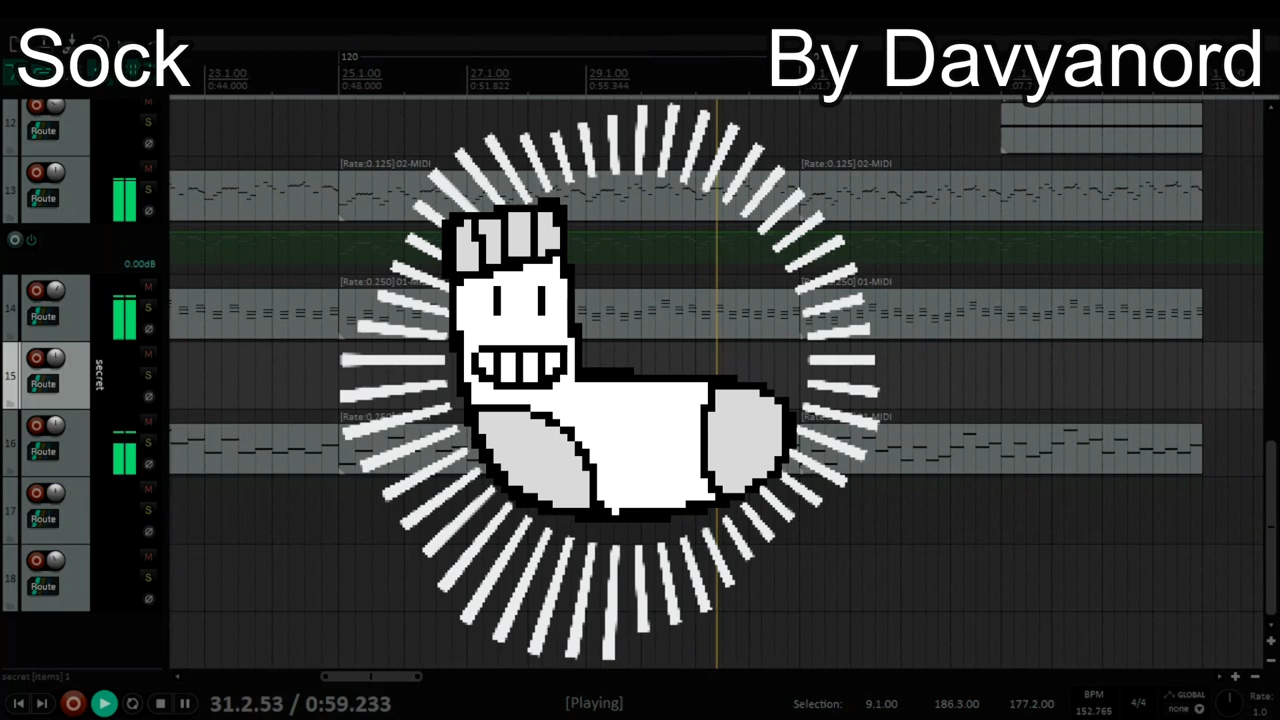 Sock
By Davyanord
120
23.1.00
0:44.000
25.1.00
0:48.000
27.1.00
0:51.822
29.1.00
0:55.344
12
Route
M
S
13
Route
M
S
[Rate:0.125] 02-MIDI
[Rate:0.125] 02-MIDI
0.00dB
14
Route
M
S
[Rate:0.250] 01-MIDI
15
Route
secret
M
S
16
Route
M
S
17
Route
M
S
18
Route
M
S
secret [items] 1
31.2.53 / 0:59.233
[Playing]
Selection:
9.1.00
186.3.00
177.2.00
BPM
152.765
4/4
GLOBAL
none
Rate:
1.0